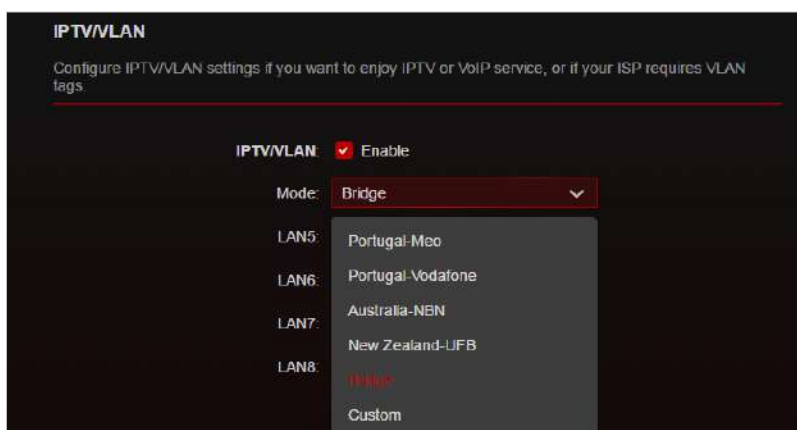 IPTV/VLAN
Configure IPTV/VLAN settings if you want to enjoy IPTV or VoIP service, or if your ISP requires VLAN
tags.
IPTV/VLAN: Enable
Mode: Bridge
LAN5: Portugal-Meo
LAN6: Portugal-Vodafone
Australia-NBN
LAN7:
New Zealand-UFB
LAN8: Bridge
Custom